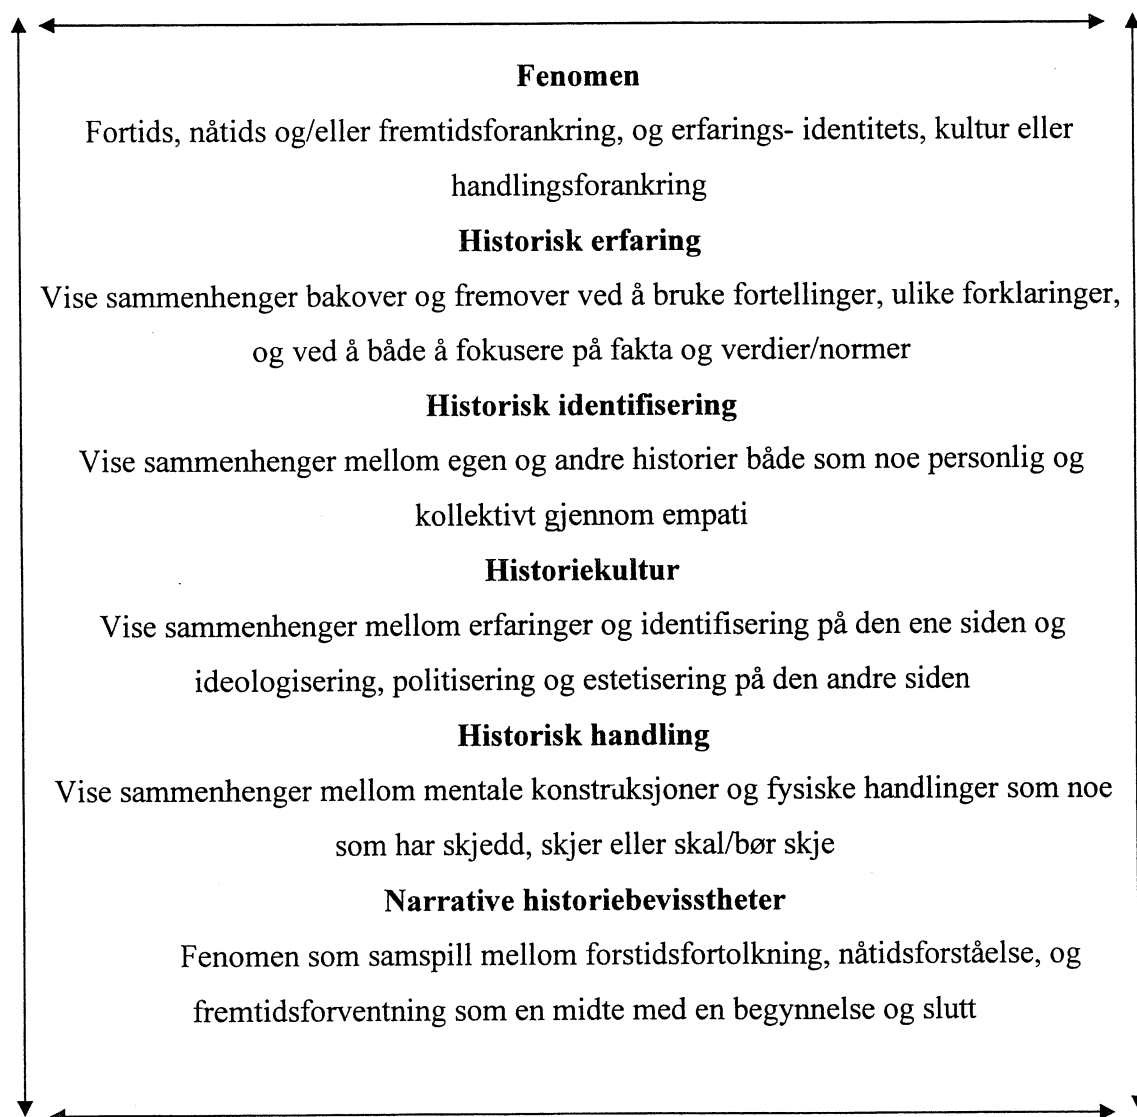 Fenomen
Fortids, nåtids og/eller fremtidsforankring, og erfarings- identitets, kultur eller
handlingsforankring
Historisk erfaring
Vise sammenhenger bakover og fremover ved å bruke fortellinger, ulike forklaringer,
og ved å både å fokusere på fakta og verdier/normer
Historisk identifisering
Vise sammenhenger mellom egen og andre historier både som noe personlig og
kollektivt gjennom empati
Historiekultur
Vise sammenhenger mellom erfaringer og identifisering på den ene siden og
ideologisering, politisering og estetisering på den andre siden
Historisk handling
Vise sammenhenger mellom mentale konstruksjoner og fysiske handlinger som noe
som har skjedd, skjer eller skal/bør skje
Narrative historiebevisstheter
Fenomen som samspill mellom forstidsfortolkning, nåtidsforståelse, og
fremtidsforventning som en midte med en begynnelse og slutt